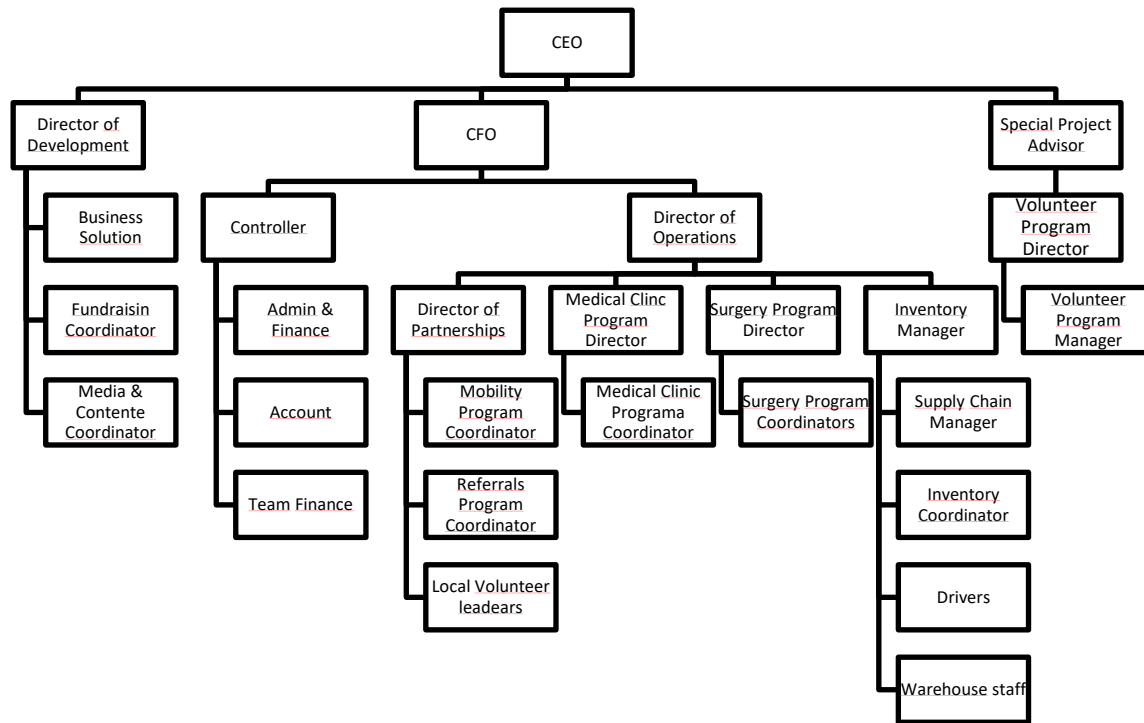 CEO
Director of
Development
CFO
Special Project
Advisor
Business
Solution
Controller
Director of
Operations
Volunteer
Program
Director
Fundraisin
Coordinator
Admin &
Finance
Director of
Partnerships
Medical Clinc
Program
Director
Surgery Program
Director
Inventory
Manager
Volunteer
Program
Manager
Media &
Contente
Coordinator
Account
Mobility
Program
Coordinator
Medical Clinic
Programa
Coordinator
Surgery Program
Coordinators
Supply Chain
Manager
Team Finance
Referrals
Program
Coordinator
Inventory
Coordinator
Local Volunteer
leadears
Drivers
Warehouse staff